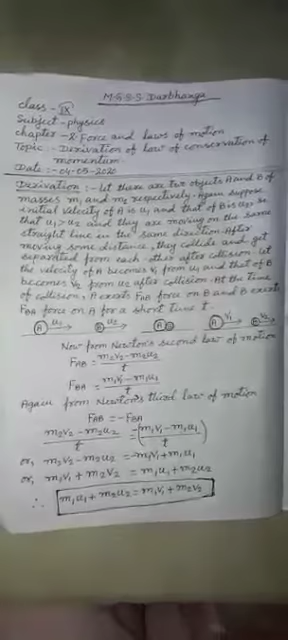 M.G.S.S Darbhanga
class - IX
Subject - physics
chapter - 8. Force and laws of motion
Topic - Derivation of law of conservation of
momentum.
Date :- 04-05-2020
Derivation :- let there are two objects A and B of
masses m₁ and m₂ respectively. Again suppose
initial velocity of A is u₁ and that of B is u₂, so
that u₁ > u₂ and they are moving on the same
straight line in the same direction. After
moving some distance, they collide and get
separated from each other after collision. let
the velocity of A becomes v₁ from u₁ and that of B
becomes v₂ from u₂ after collision. At the time
of collision, A exerts FAB force on B and B exerts
FBA force on A for a short time t.
A u₁ B u₂ A B A v₁ B v₂
Now from Newton's second law of motion
FAB = m₂v₂ - m₂u₂ / t
FBA = m₁v₁ - m₁u₁ / t
Again from Newton's third law of motion
FAB = -FBA
m₂v₂ - m₂u₂ / t = -(m₁v₁ - m₁u₁ / t)
or, m₂v₂ - m₂u₂ = -m₁v₁ + m₁u₁
or, m₁v₁ + m₂v₂ = m₁u₁ + m₂u₂
∴ m₁u₁ + m₂u₂ = m₁v₁ + m₂v₂